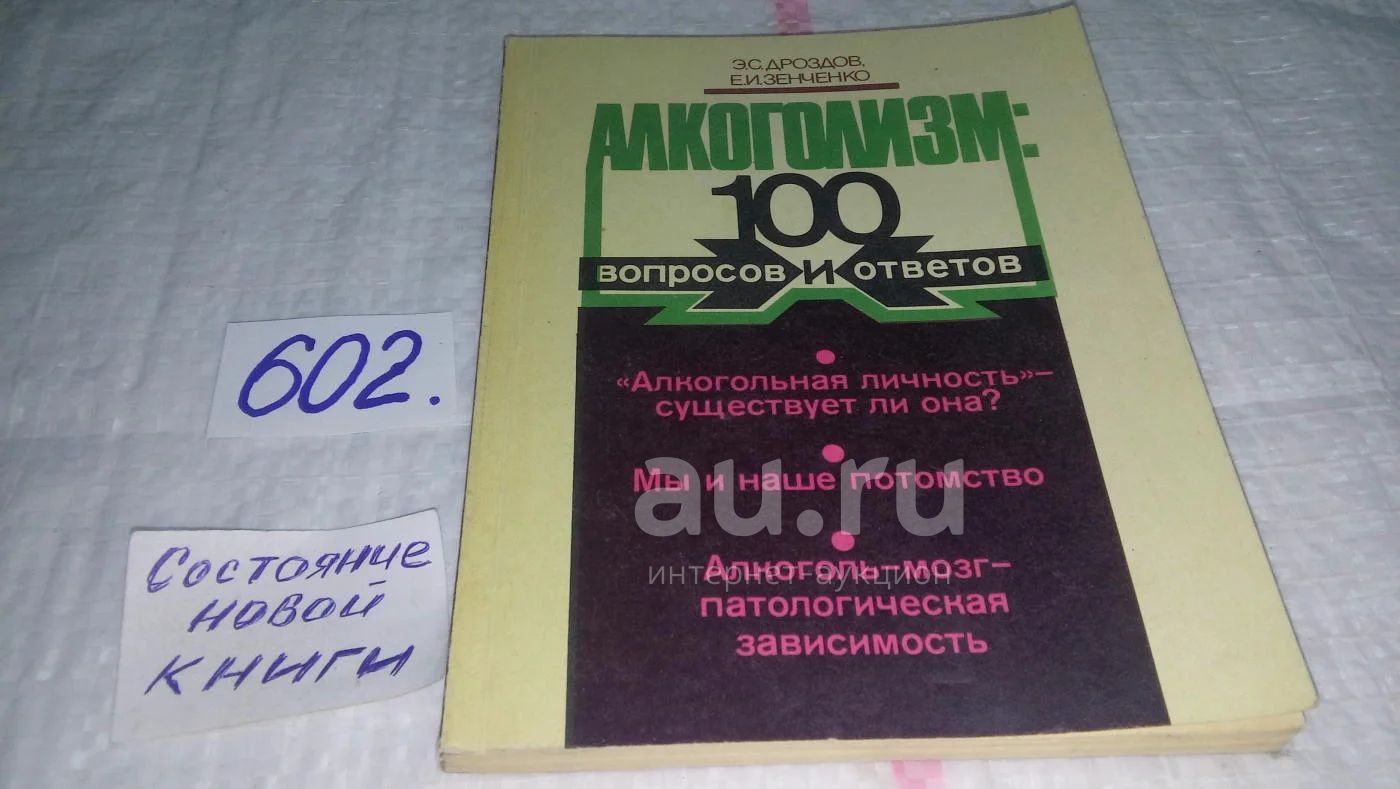 Э.С.ДРОЗДОВ,
Е.И.ЗЕНЧЕНКО
АЛКОГОЛИЗМ:
100
вопросов и ответов
«Алкогольная личность»–
существует ли она?
Мы и наше потомство
Алкоголь–мозг–
патологическая
зависимость
602.
Состояние
новой
книги
au.ru
интернет-аукцион